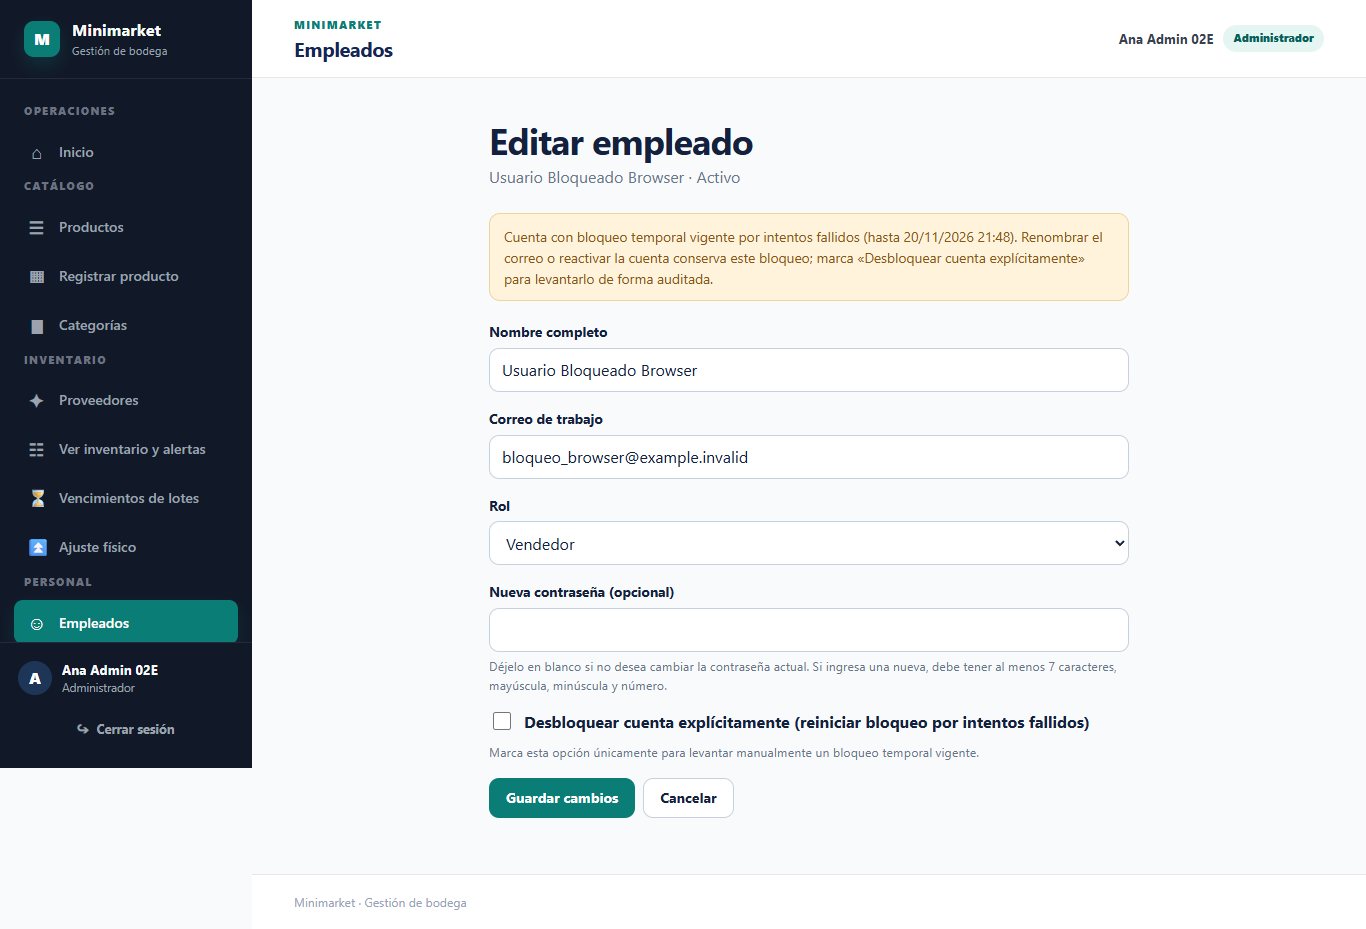 M
Minimarket
Gestión de bodega
OPERACIONES
Inicio
CATÁLOGO
Productos
Registrar producto
Categorías
INVENTARIO
Proveedores
Ver inventario y alertas
Vencimientos de lotes
Ajuste físico
PERSONAL
Empleados
A
Ana Admin 02E
Administrador
Cerrar sesión
MINIMARKET
Empleados
Ana Admin 02E
Administrador
Editar empleado
Usuario Bloqueado Browser · Activo
Cuenta con bloqueo temporal vigente por intentos fallidos (hasta 20/11/2026 21:48). Renombrar el
correo o reactivar la cuenta conserva este bloqueo; marca «Desbloquear cuenta explícitamente»
para levantarlo de forma auditada.
Nombre completo
Usuario Bloqueado Browser
Correo de trabajo
bloqueo_browser@example.invalid
Rol
Vendedor
Nueva contraseña (opcional)
Déjelo en blanco si no desea cambiar la contraseña actual. Si ingresa una nueva, debe tener al menos 7 caracteres,
mayúscula, minúscula y número.
Desbloquear cuenta explícitamente (reiniciar bloqueo por intentos fallidos)
Marca esta opción únicamente para levantar manualmente un bloqueo temporal vigente.
Guardar cambios
Cancelar
Minimarket · Gestión de bodega